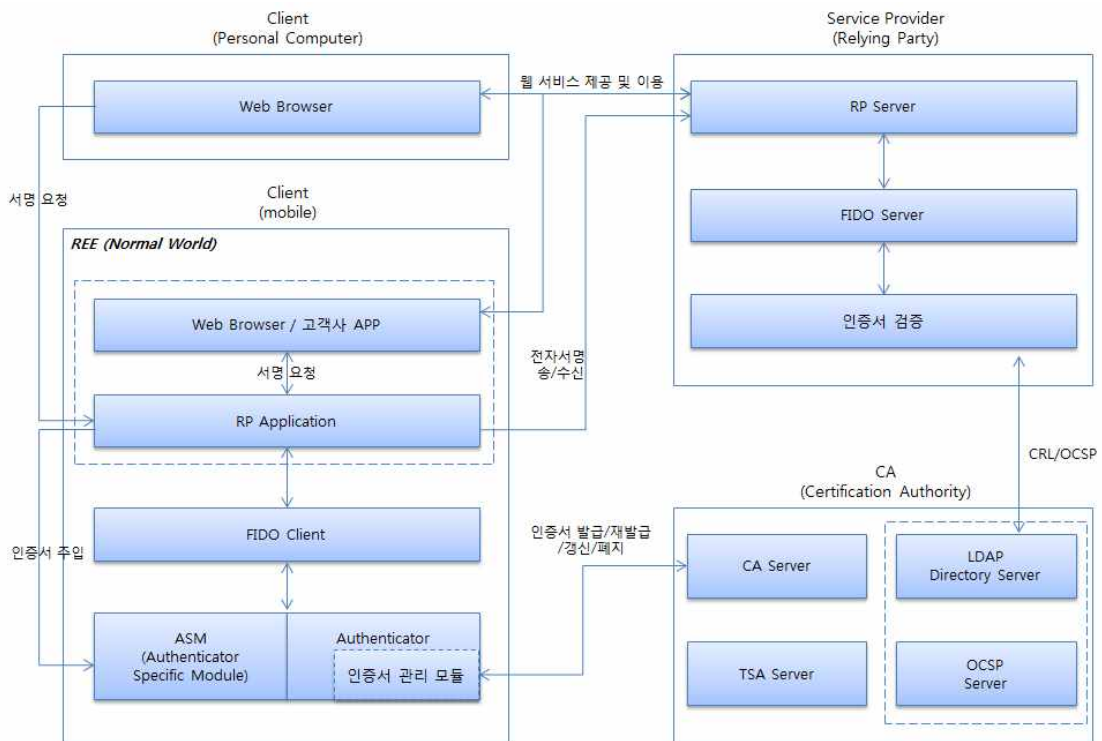 Client
(Personal Computer)
Service Provider
(Relying Party)
Web Browser
웹 서비스 제공 및 이용
RP Server
서명 요청
Client
(mobile)
FIDO Server
REE (Normal World)
Web Browser / 고객사 APP
인증서 검증
서명 요청
전자서명
송/수신
RP Application
CRL/OCSP
CA
(Certification Authority)
인증서 주입
FIDO Client
인증서 발급/재발급
/갱신/폐지
CA Server
LDAP
Directory Server
ASM
(Authenticator
Specific Module)
Authenticator
인증서 관리 모듈
TSA Server
OCSP
Server